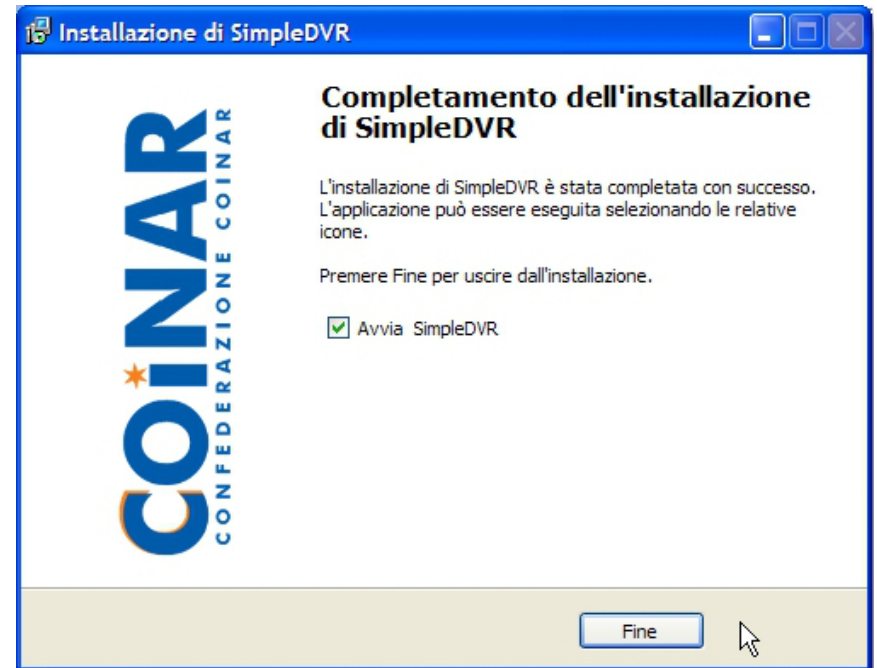 Installazione di SimpleDVR
COiNAR
CONFEDERAZIONE COINAR
Completamento dell'installazione
di SimpleDVR
L'installazione di SimpleDVR è stata completata con successo.
L'applicazione può essere eseguita selezionando le relative
icone.
Premere Fine per uscire dall'installazione.
Avvia SimpleDVR
Fine